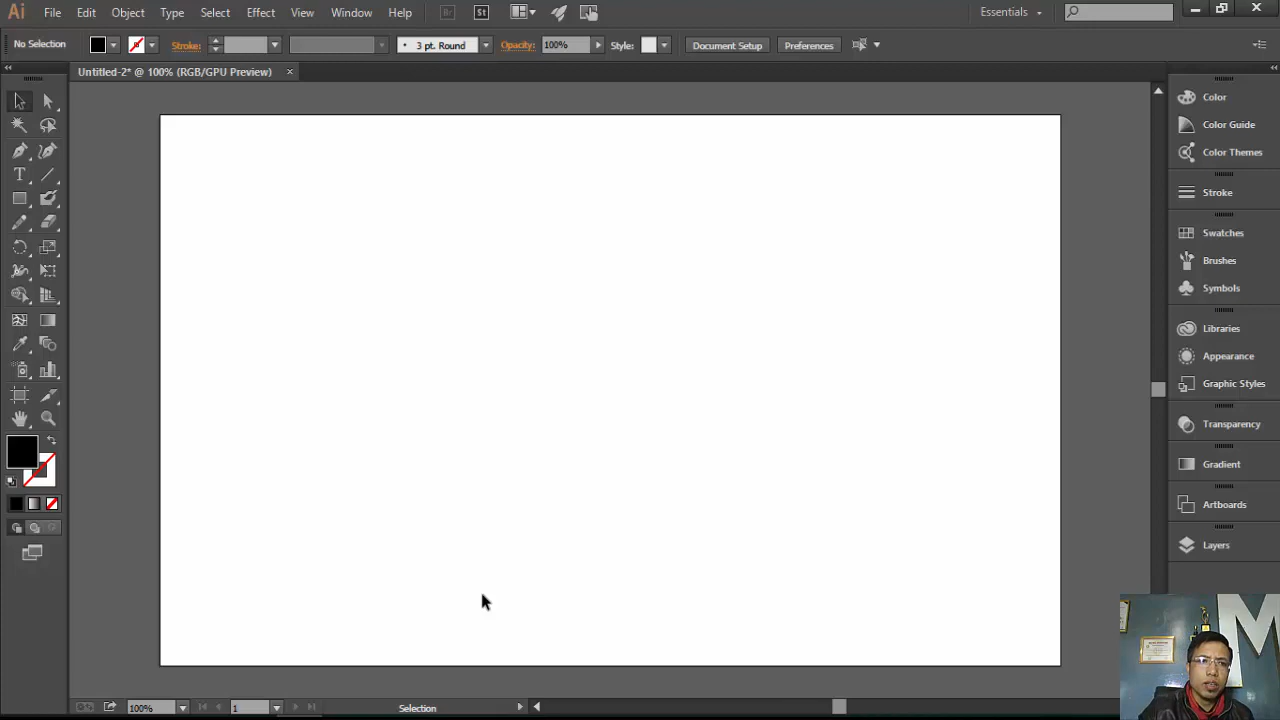 Ai File Edit Object Type Select Effect View Window Help Br St Essentials
No Selection Stroke: 3 pt. Round Opacity: 100% Style: Document Setup Preferences
Untitled-2* @ 100% (RGB/GPU Preview)
Color
Color Guide
Color Themes
Stroke
Swatches
Brushes
Symbols
Libraries
Appearance
Graphic Styles
Transparency
Gradient
Artboards
Layers
M
100% 1 Selection